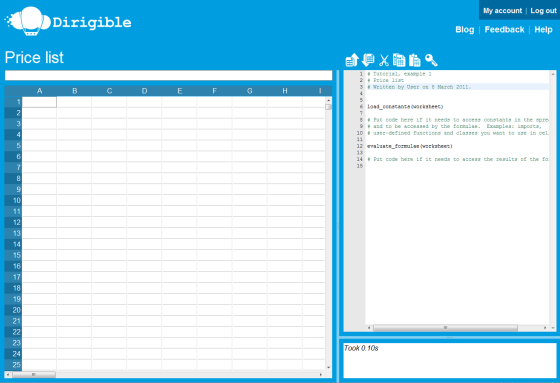 Dirigible
My account | Log out
Blog | Feedback | Help
Price list
A B C D E F G H I
1
2
3
4
5
6
7
8
9
10
11
12
13
14
15
16
17
18
19
20
21
22
23
24
25
1 # Tutorial, example 1
2 # Price list
3 # Written by User on 8 March 2011.
4
5
6 load_constants(worksheet)
7
8 # Put code here if it needs to access constants in the spre
9 # and to be accessed by the formulae. Examples: imports,
10 # user-defined functions and classes you want to use in cel
11
12 evaluate_formulae(worksheet)
13
14 # Put code here if it needs to access the results of the fo
15
Took 0.10s